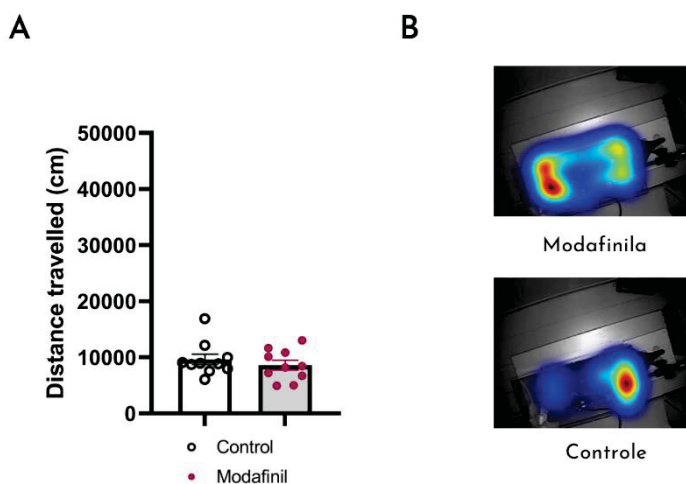 A
B
Distance travelled (cm)
50000
40000
30000
20000
10000
0
Control
Modafinil
Modafinila
Controle